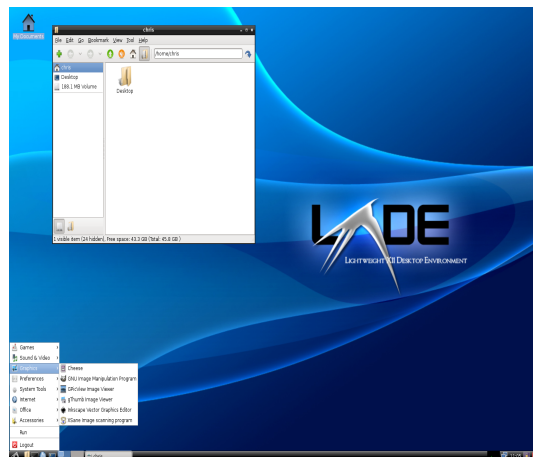 My Documents
chris
File Edit Go Bookmark View Tool Help
/home/chris
chris
Desktop
188.1 MB Volume
Desktop
1 visible item (24 hidden), Free space: 43.3 GB (Total: 45.8 GB )
LXDE
Lightweight X11 Desktop Environment
Games
Sound & Video
Graphics
Preferences
System Tools
Internet
Office
Accessories
Run
Logout
Cheese
GNU Image Manipulation Program
GPicView Image Viewer
gThumb Image Viewer
Inkscape Vector Graphics Editor
XSane Image scanning program
chris